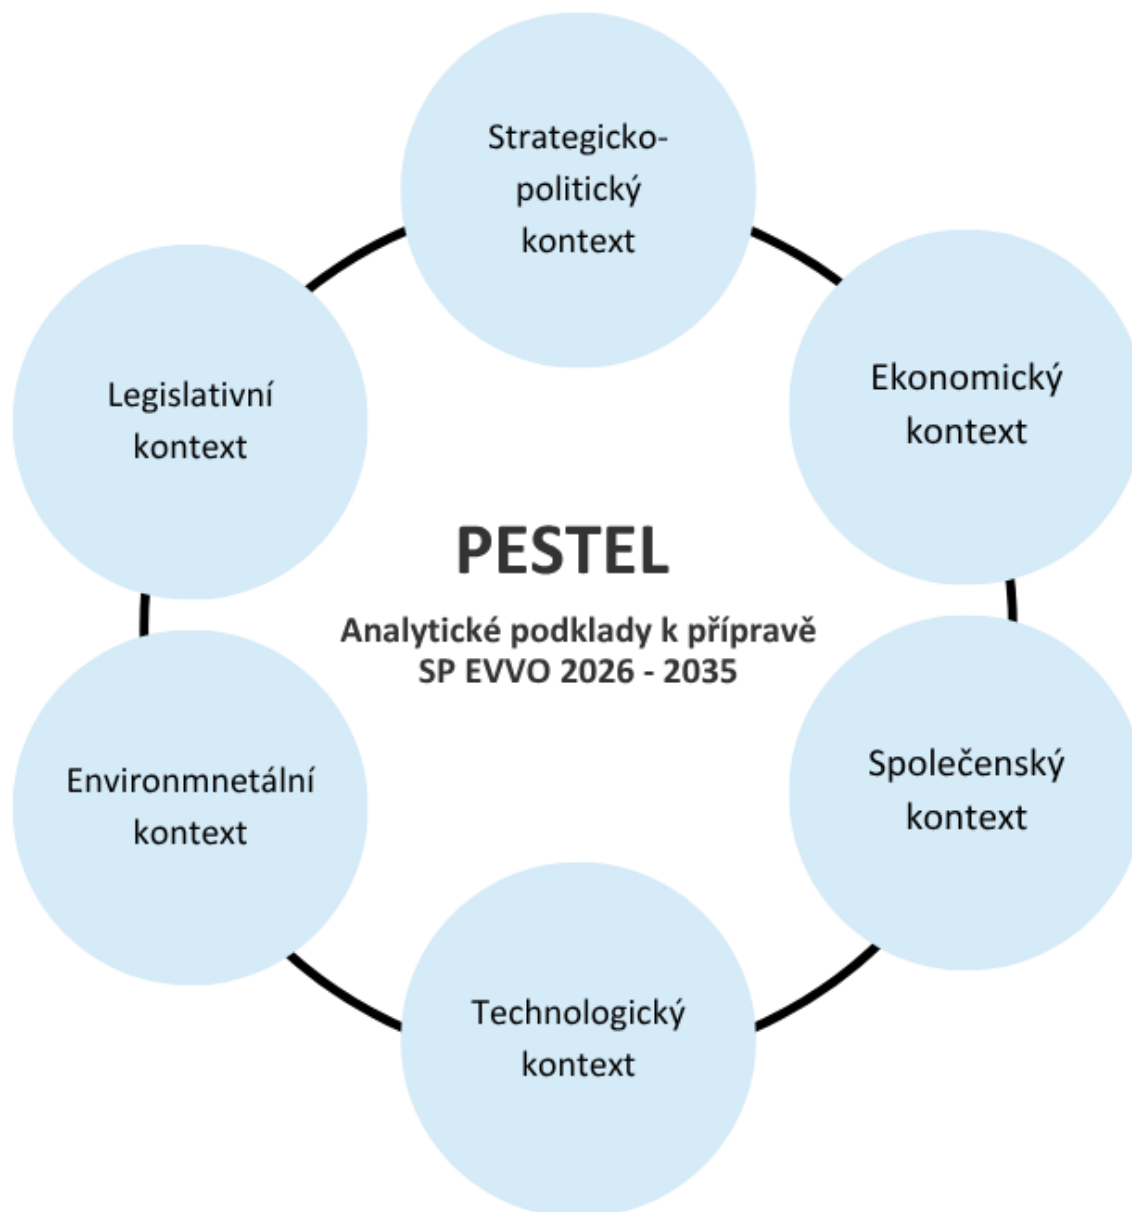 Strategicko-
politický
kontext
Ekonomický
kontext
Legislativní
kontext
PESTEL
Analytické podklady k přípravě
SP EVVO 2026 - 2035
Společenský
kontext
Environmnetální
kontext
Technologický
kontext